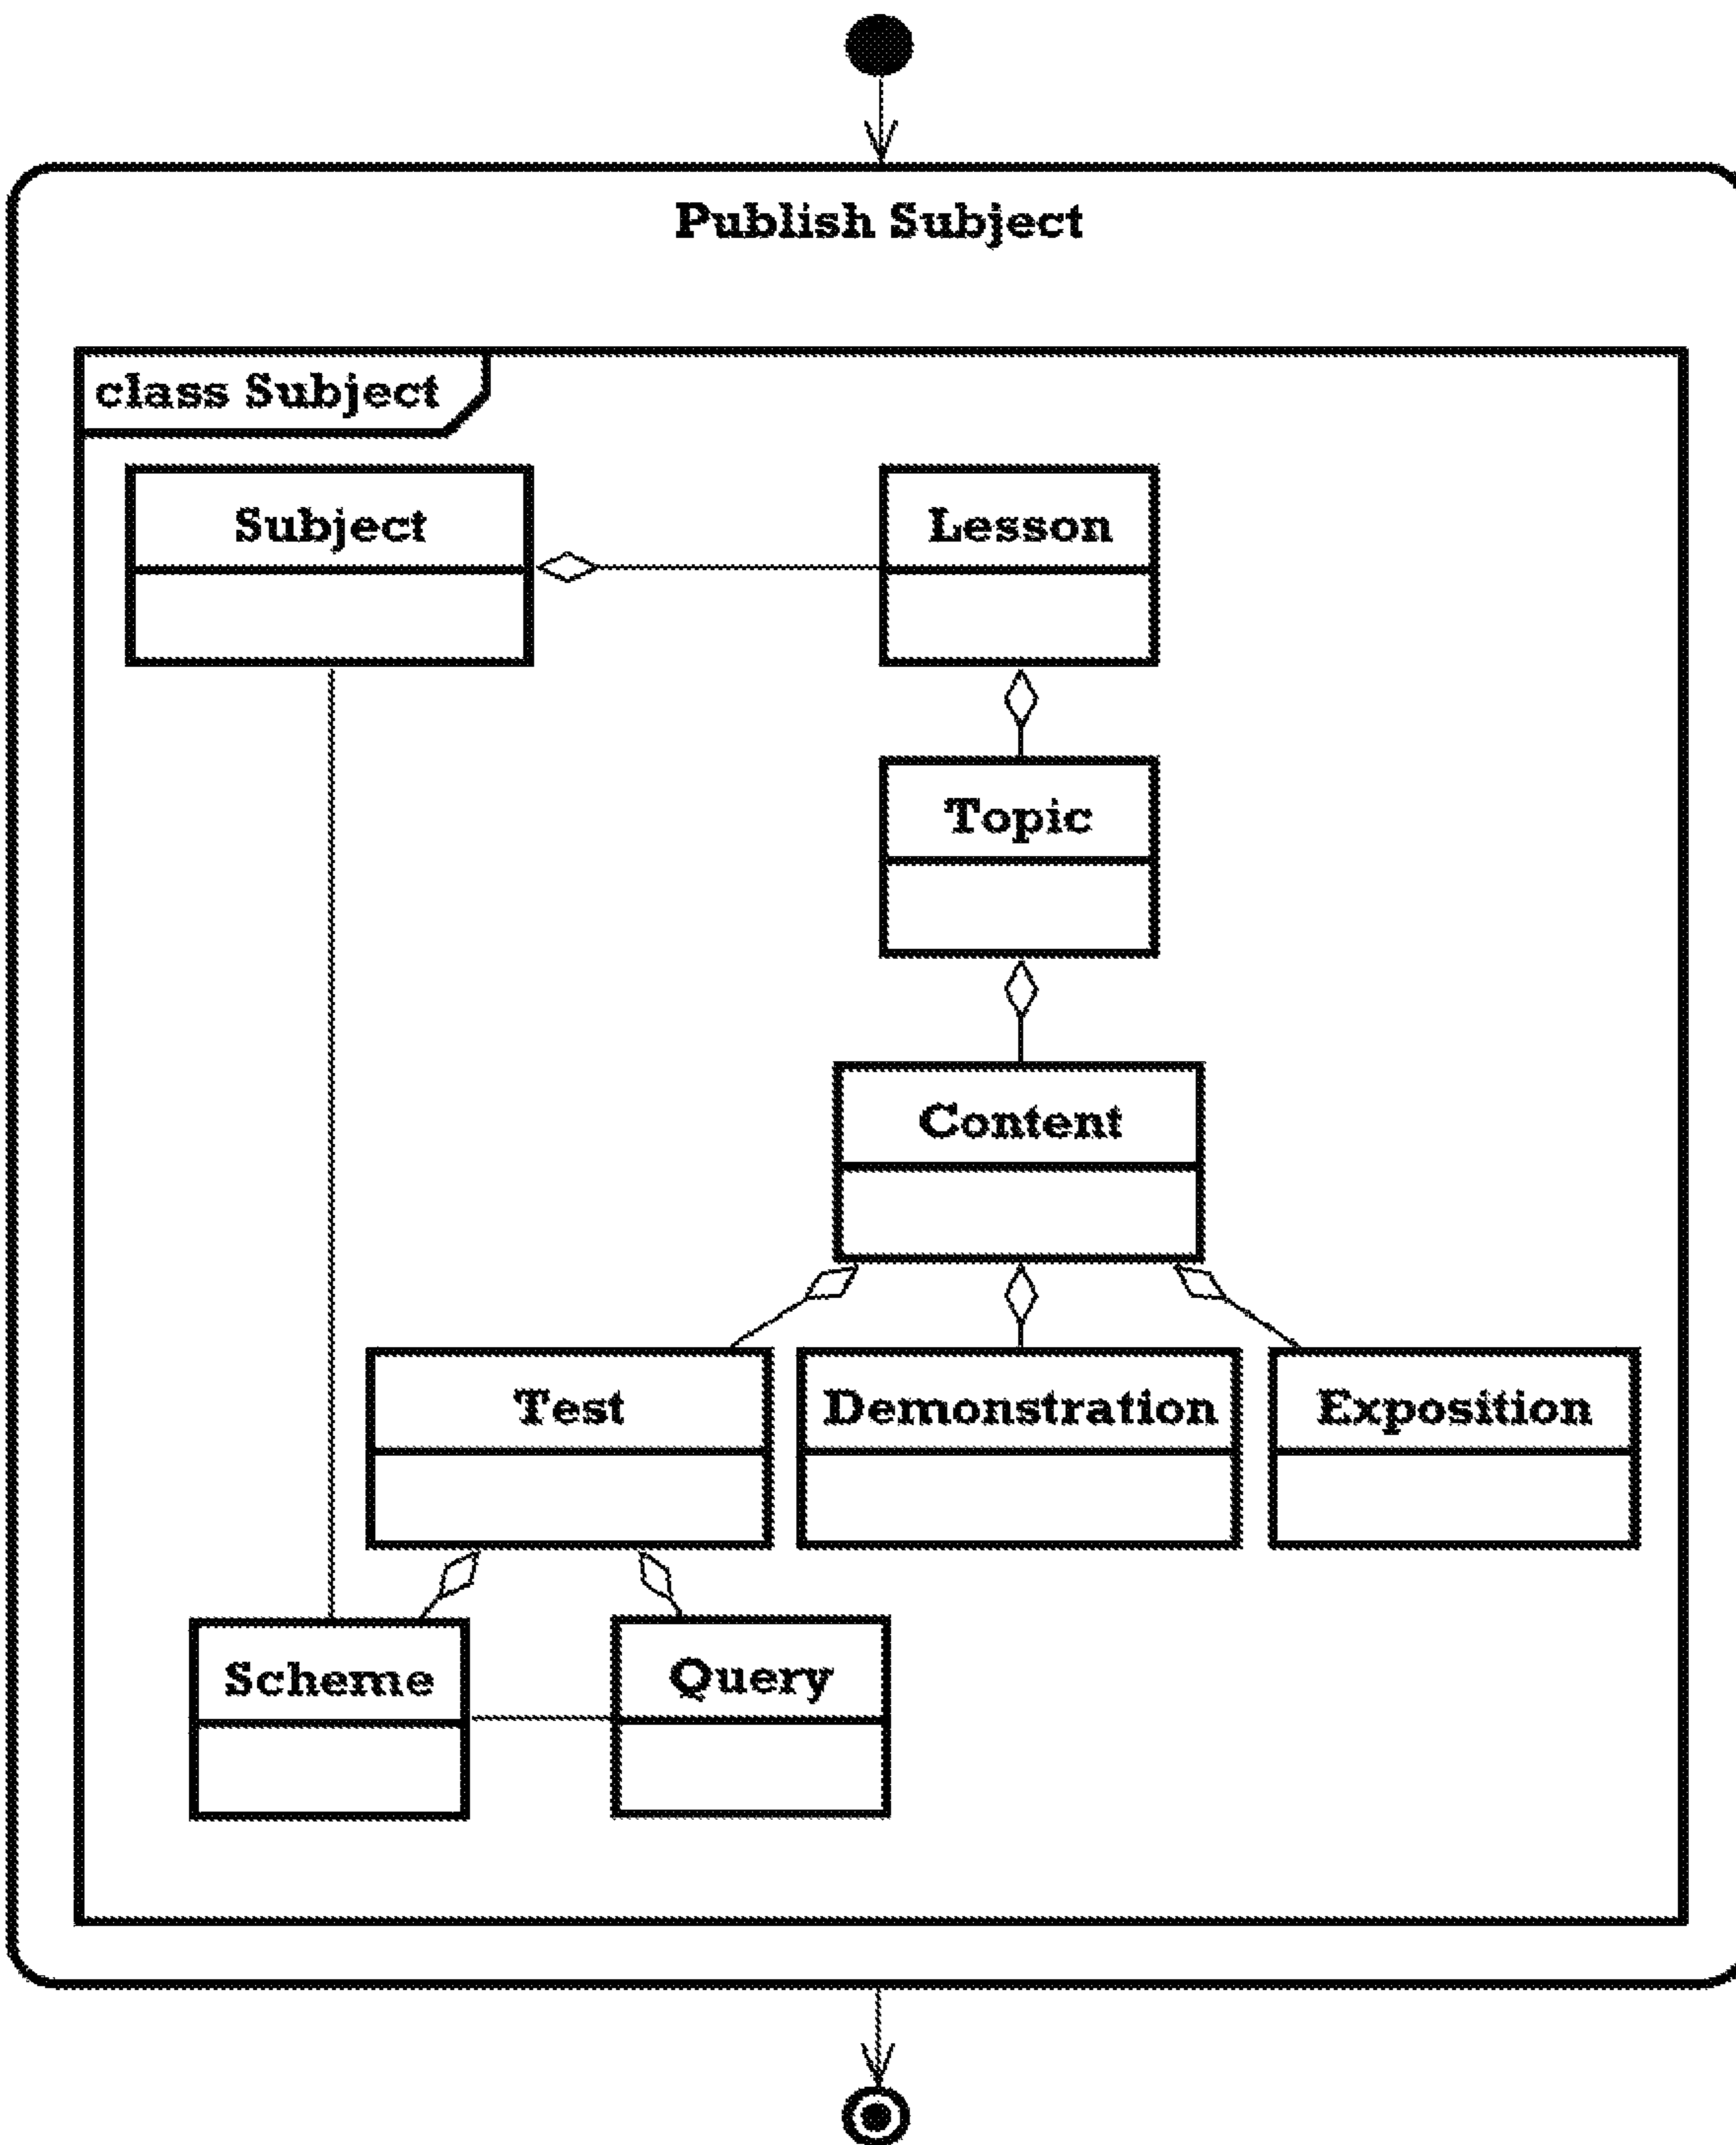 Publish Subject
class Subject
Subject
Lesson
Topic
Content
Test
Demonstration
Exposition
Scheme
Query